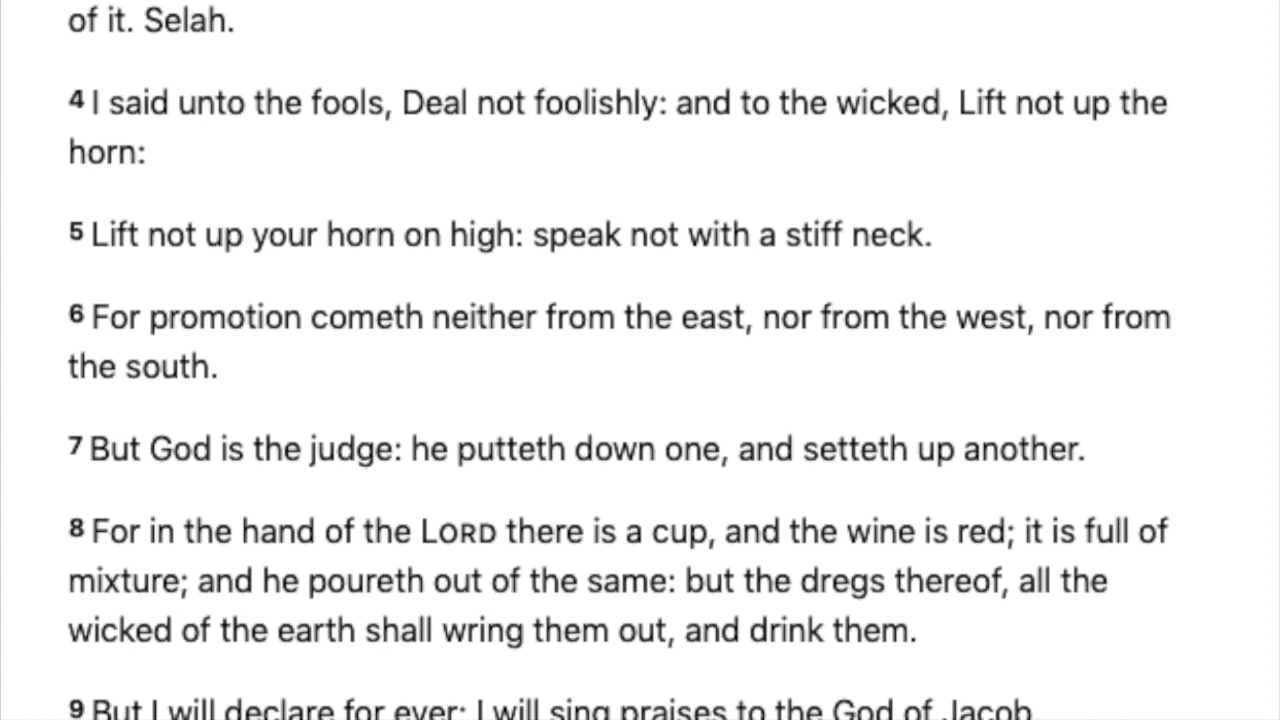 of it. Selah.
4 I said unto the fools, Deal not foolishly: and to the wicked, Lift not up the
horn:
5 Lift not up your horn on high: speak not with a stiff neck.
6 For promotion cometh neither from the east, nor from the west, nor from
the south.
7 But God is the judge: he putteth down one, and setteth up another.
8 For in the hand of the LORD there is a cup, and the wine is red; it is full of
mixture; and he poureth out of the same: but the dregs thereof, all the
wicked of the earth shall wring them out, and drink them.
9 But I will declare for ever; I will sing praises to the God of Jacob.